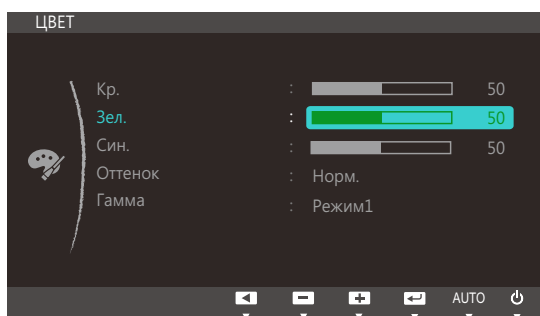 ЦВЕТ
Кр. : 50
Зел. : 50
Син. : 50
Оттенок : Норм.
Гамма : Режим1
AUTO